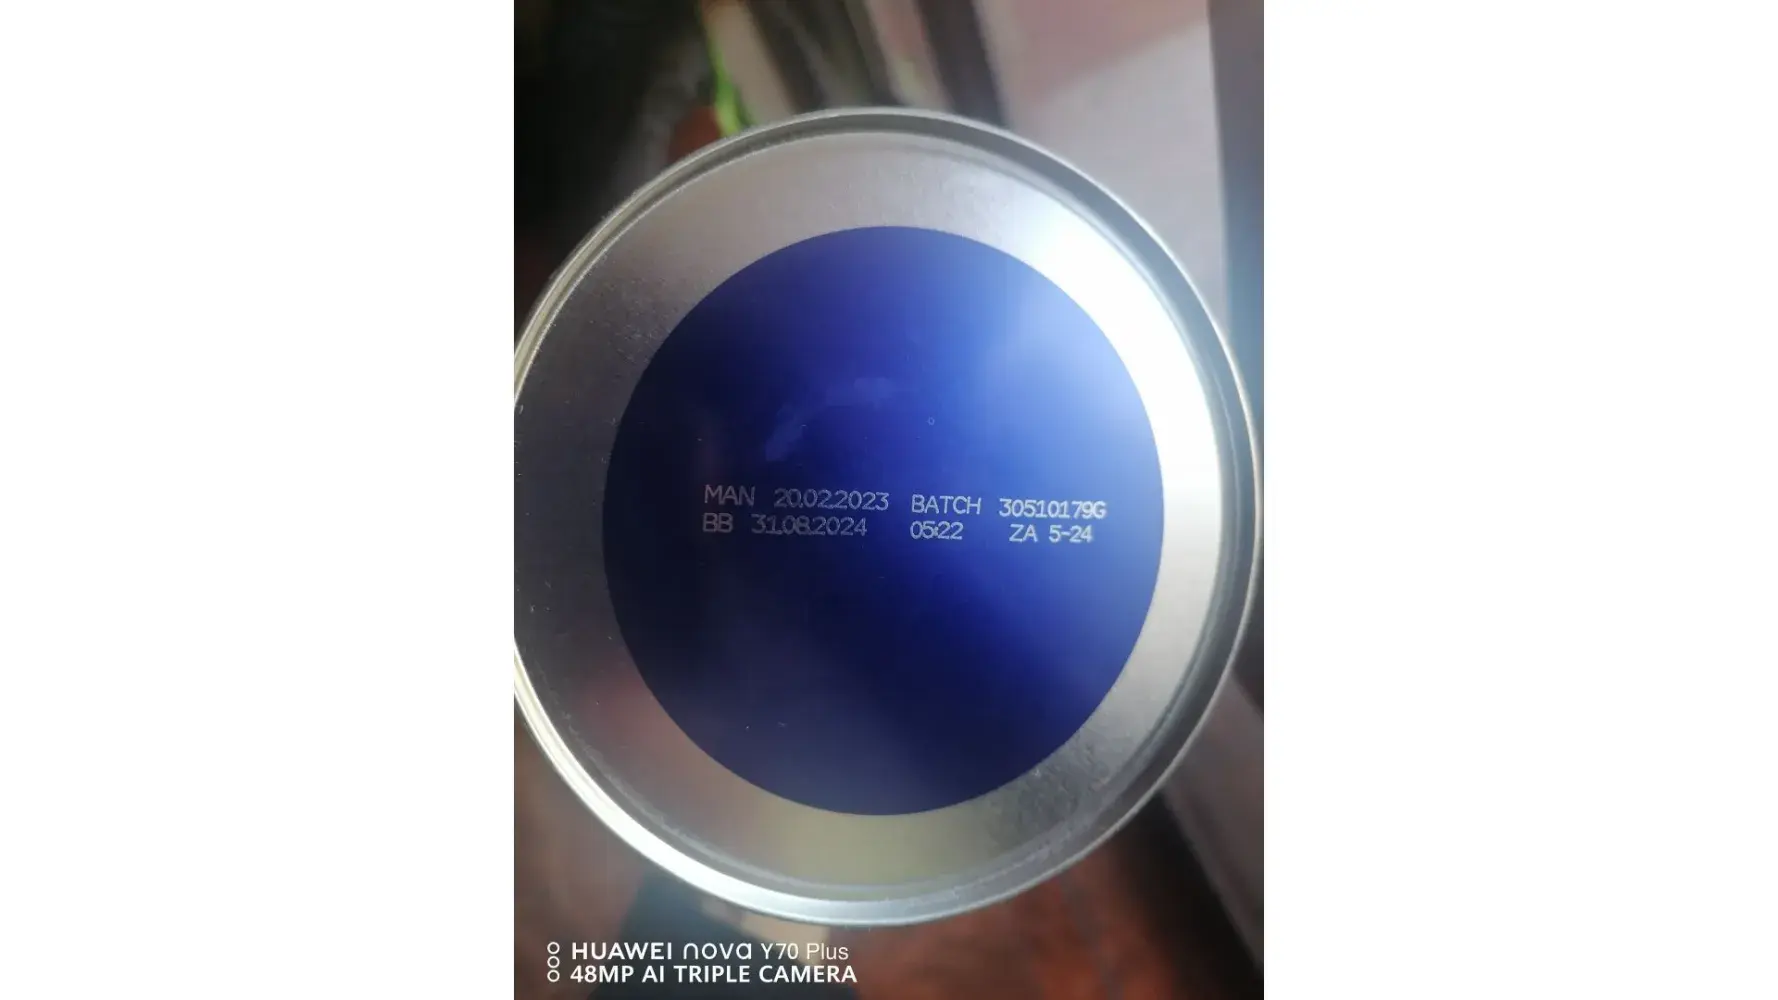 MAN 20.02.2023 BATCH 30510179G
BB 31.08.2024 05:22 ZA 5-24
HUAWEI nova Y70 Plus
48MP AI TRIPLE CAMERA